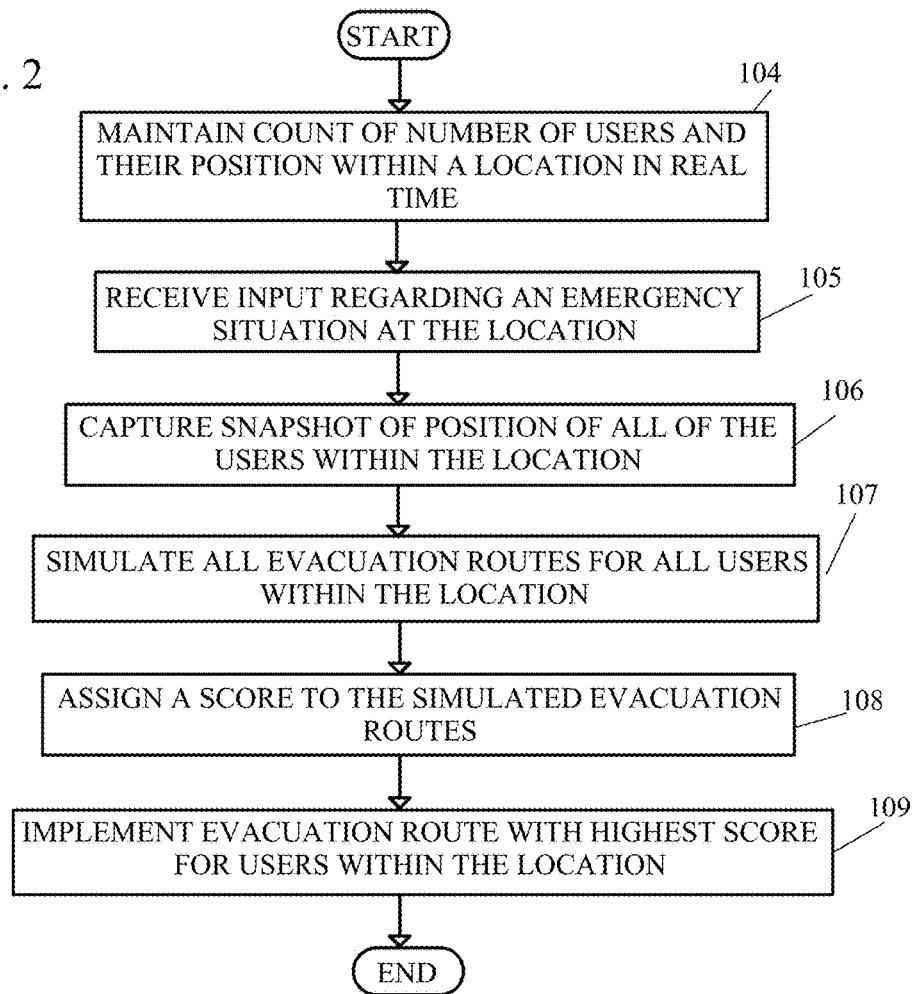 START
. 2
104
MAINTAIN COUNT OF NUMBER OF USERS AND
THEIR POSITION WITHIN A LOCATION IN REAL
TIME
RECEIVE INPUT REGARDING AN EMERGENCY
SITUATION AT THE LOCATION
105
106
CAPTURE SNAPSHOT OF POSITION OF ALL OF THE
USERS WITHIN THE LOCATION
107
SIMULATE ALL EVACUATION ROUTES FOR ALL USERS
WITHIN THE LOCATION
ASSIGN A SCORE TO THE SIMULATED EVACUATION
ROUTES
108
IMPLEMENT EVACUATION ROUTE WITH HIGHEST SCORE
FOR USERS WITHIN THE LOCATION
109
END